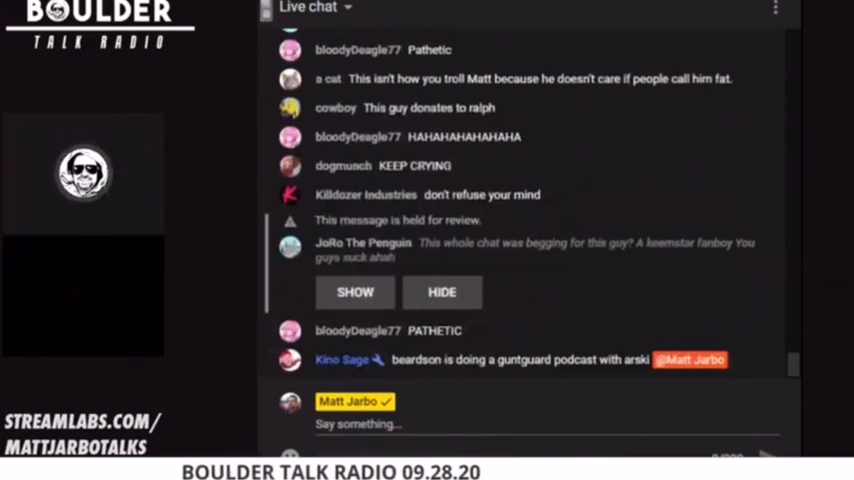 BOULDER
TALK RADIO
Live chat
bloodyDeagle77 Pathetic
a cat This isn't how you troll Matt because he doesn't care if people call him fat.
cowboy This guy donates to ralph
bloodyDeagle77 HAHAHAHAHAHAHA
dogmunch KEEP CRYING
Killdozer Industries don't refuse your mind
This message is held for review.
JoRo The Penguin This whole chat was begging for this guy? A keemstar fanboy You
guys suck ahah
SHOW HIDE
bloodyDeagle77 PATHETIC
Kino Sage beardson is doing a guntguard podcast with arski @Matt Jarbo
Matt Jarbo
Say something...
STREAMLABS.COM/
MATTJARBOTALKS
BOULDER TALK RADIO 09.28.20